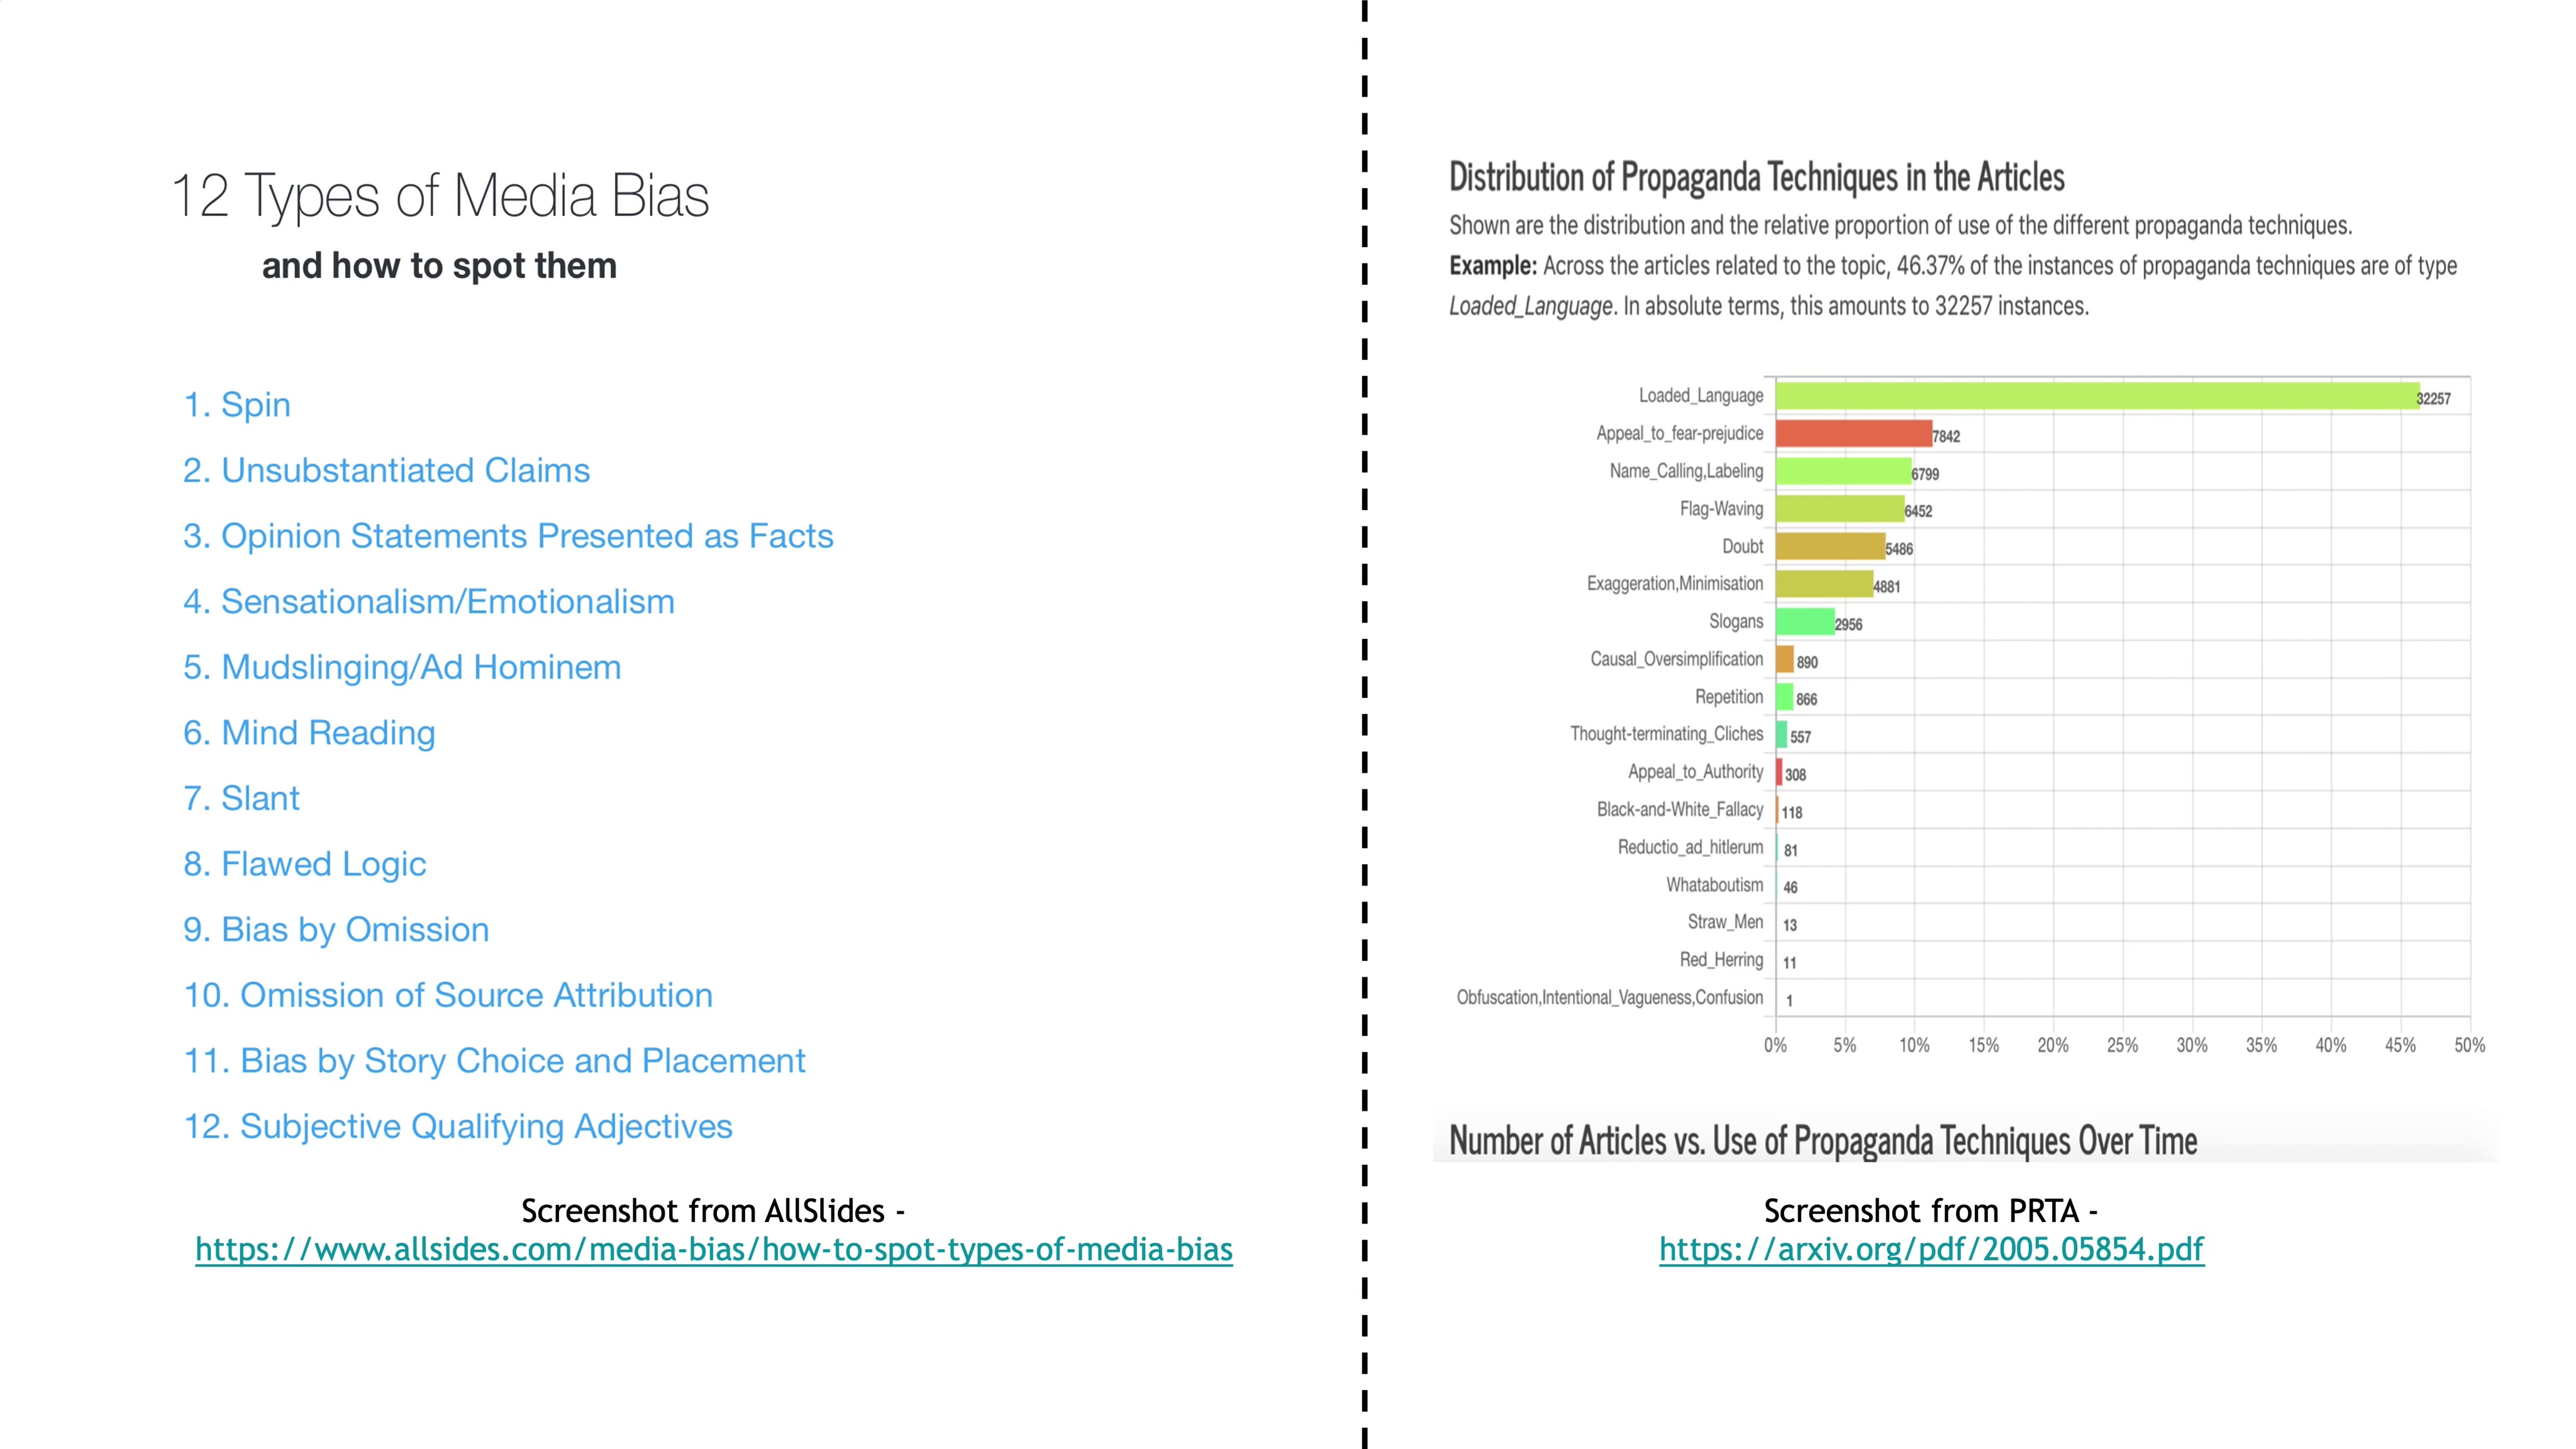 12 Types of Media Bias
and how to spot them
1. Spin
2. Unsubstantiated Claims
3. Opinion Statements Presented as Facts
4. Sensationalism/Emotionalism
5. Mudslinging/Ad Hominem
6. Mind Reading
7. Slant
8. Flawed Logic
9. Bias by Omission
10. Omission of Source Attribution
11. Bias by Story Choice and Placement
12. Subjective Qualifying Adjectives
Screenshot from AllSlides -
https://www.allsides.com/media-bias/how-to-spot-types-of-media-bias
Distribution of Propaganda Techniques in the Articles
Shown are the distribution and the relative proportion of use of the different propaganda techniques.
Example: Across the articles related to the topic, 46.37% of the instances of propaganda techniques are of type
Loaded_Language. In absolute terms, this amounts to 32257 instances.
Loaded_Language 32257
Appeal_to_fear-prejudice 7842
Name_Calling,Labeling 6799
Flag-Waving 6452
Doubt 5486
Exaggeration,Minimisation 4881
Slogans 2956
Causal_Oversimplification 890
Repetition 866
Thought-terminating_Cliches 557
Appeal_to_Authority 308
Black-and-White_Fallacy 118
Reductio_ad_hitlerum 81
Whataboutism 46
Straw_Men 13
Red_Herring 11
Obfuscation,Intentional_Vagueness,Confusion 1
0% 5% 10% 15% 20% 25% 30% 35% 40% 45% 50%
Number of Articles vs. Use of Propaganda Techniques Over Time
Screenshot from PRTA -
https://arxiv.org/pdf/2005.05854.pdf